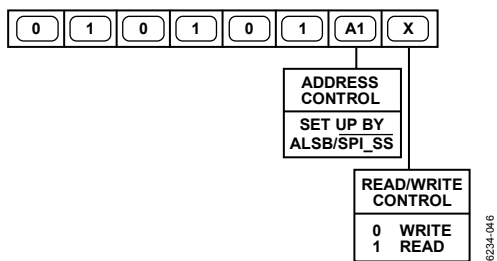 0 1 0 1 0 1 A1 X
ADDRESS
CONTROL
SET UP BY
ALSB/SPI_SS
READ/WRITE
CONTROL
0 WRITE
1 READ
6234-046